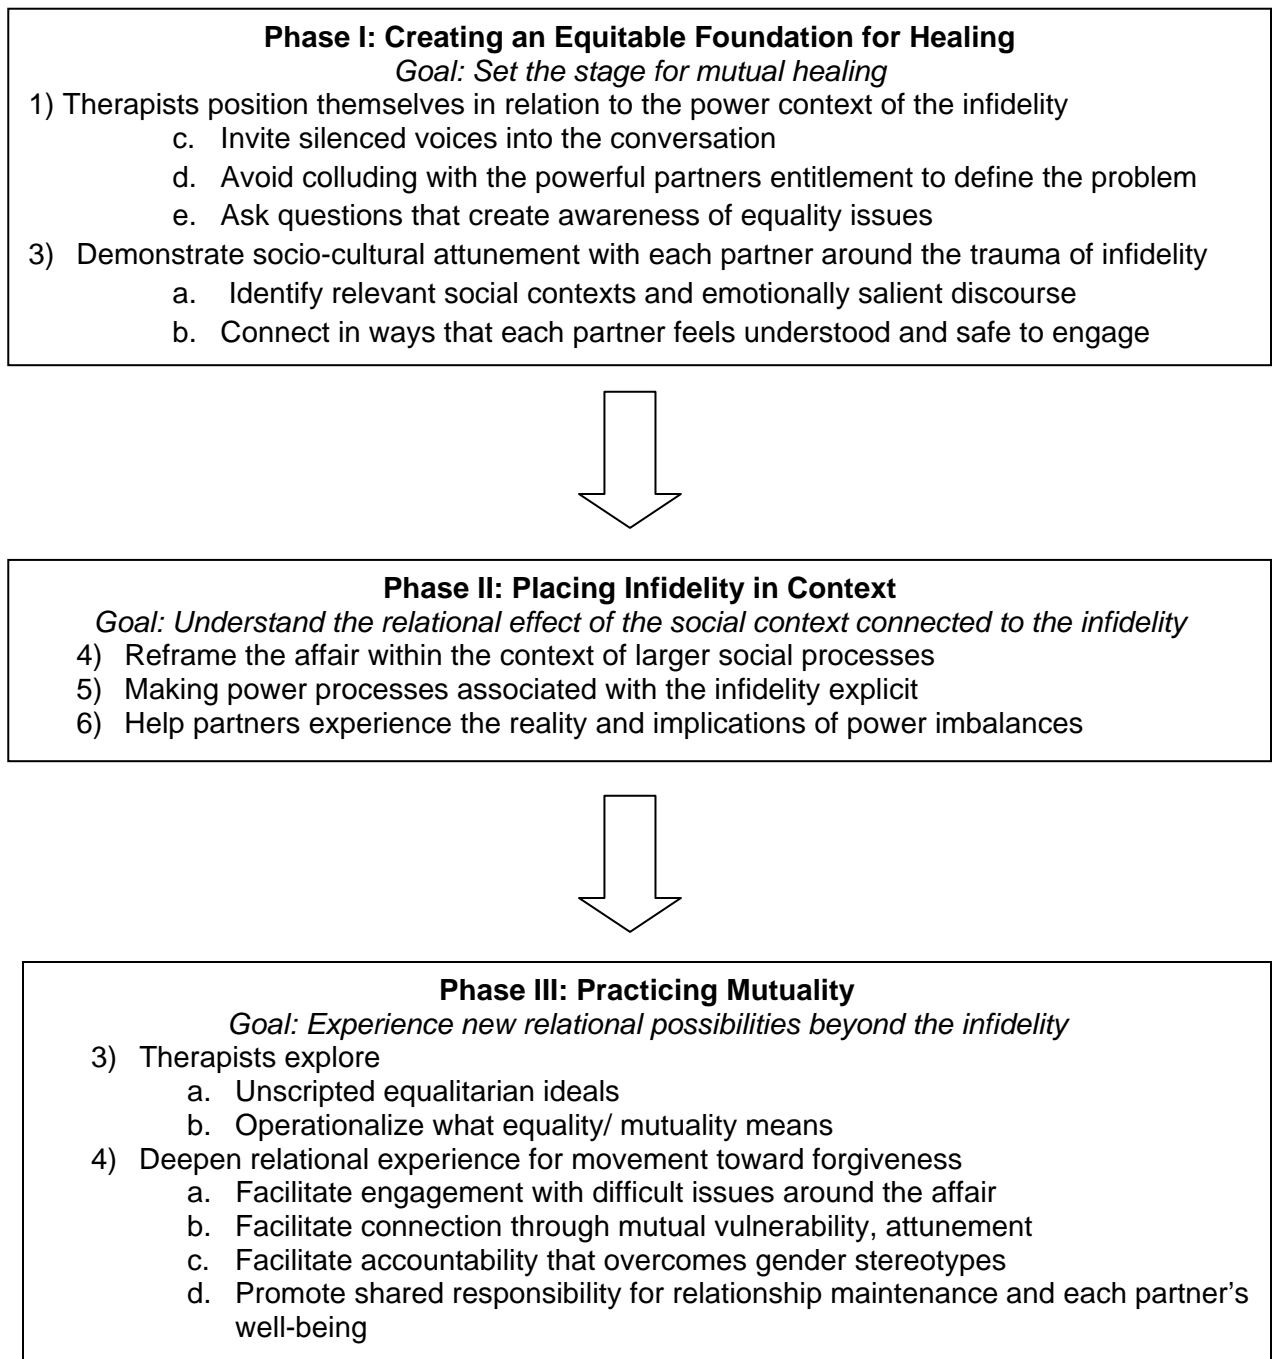 Phase I: Creating an Equitable Foundation for Healing
Goal: Set the stage for mutual healing
1) Therapists position themselves in relation to the power context of the infidelity
c. Invite silenced voices into the conversation
d. Avoid colluding with the powerful partners entitlement to define the problem
e. Ask questions that create awareness of equality issues
3) Demonstrate socio-cultural attunement with each partner around the trauma of infidelity
a. Identify relevant social contexts and emotionally salient discourse
b. Connect in ways that each partner feels understood and safe to engage
Phase II: Placing Infidelity in Context
Goal: Understand the relational effect of the social context connected to the infidelity
4) Reframe the affair within the context of larger social processes
5) Making power processes associated with the infidelity explicit
6) Help partners experience the reality and implications of power imbalances
Phase III: Practicing Mutuality
Goal: Experience new relational possibilities beyond the infidelity
3) Therapists explore
a. Unscripted equalitarian ideals
b. Operationalize what equality/ mutuality means
4) Deepen relational experience for movement toward forgiveness
a. Facilitate engagement with difficult issues around the affair
b. Facilitate connection through mutual vulnerability, attunement
c. Facilitate accountability that overcomes gender stereotypes
d. Promote shared responsibility for relationship maintenance and each partner's
well-being